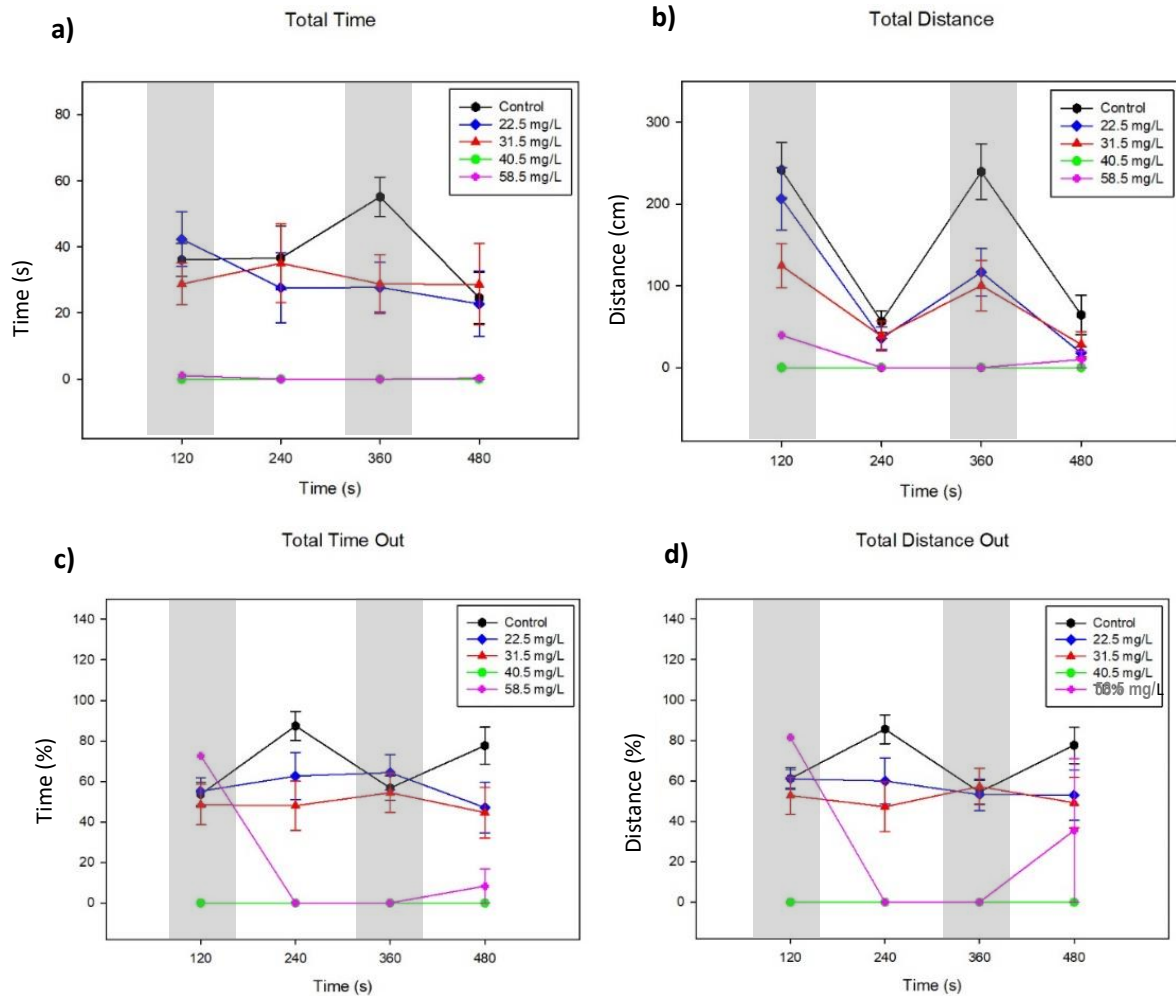 a)
Total Time
80
60
40
20
0
Time (s)
Control
22.5 mg/L
31.5 mg/L
40.5 mg/L
58.5 mg/L
120
240
360
480
Time (s)
b)
Total Distance
300
200
100
0
Distance (cm)
Control
22.5 mg/L
31.5 mg/L
40.5 mg/L
58.5 mg/L
120
240
360
480
Time (s)
c)
Total Time Out
140
120
100
80
60
40
20
0
Time (%)
Control
22.5 mg/L
31.5 mg/L
40.5 mg/L
58.5 mg/L
120
240
360
480
Time (s)
d)
Total Distance Out
140
120
100
80
60
40
20
0
Distance (%)
Control
22.5 mg/L
31.5 mg/L
40.5 mg/L
mg/L
120
240
360
480
Time (s)